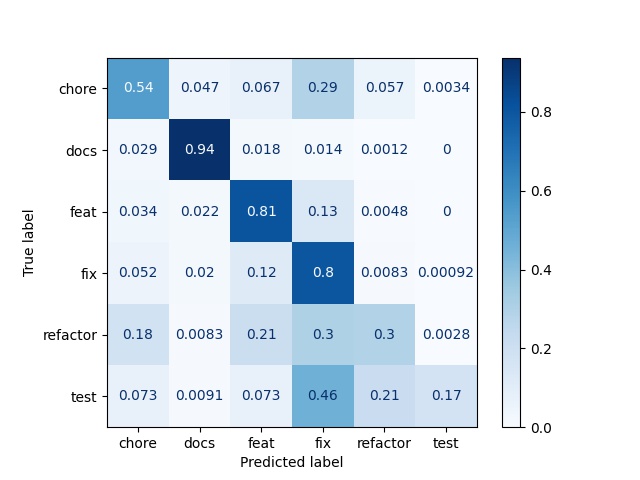 True label
chore 0.54 0.047 0.067 0.29 0.057 0.0034
docs 0.029 0.94 0.018 0.014 0.0012 0
feat 0.034 0.022 0.81 0.13 0.0048 0
fix 0.052 0.02 0.12 0.8 0.0083 0.00092
refactor 0.18 0.0083 0.21 0.3 0.3 0.0028
test 0.073 0.0091 0.073 0.46 0.21 0.17
chore docs feat fix refactor test
Predicted label
0.8
0.6
0.4
0.2
0.0